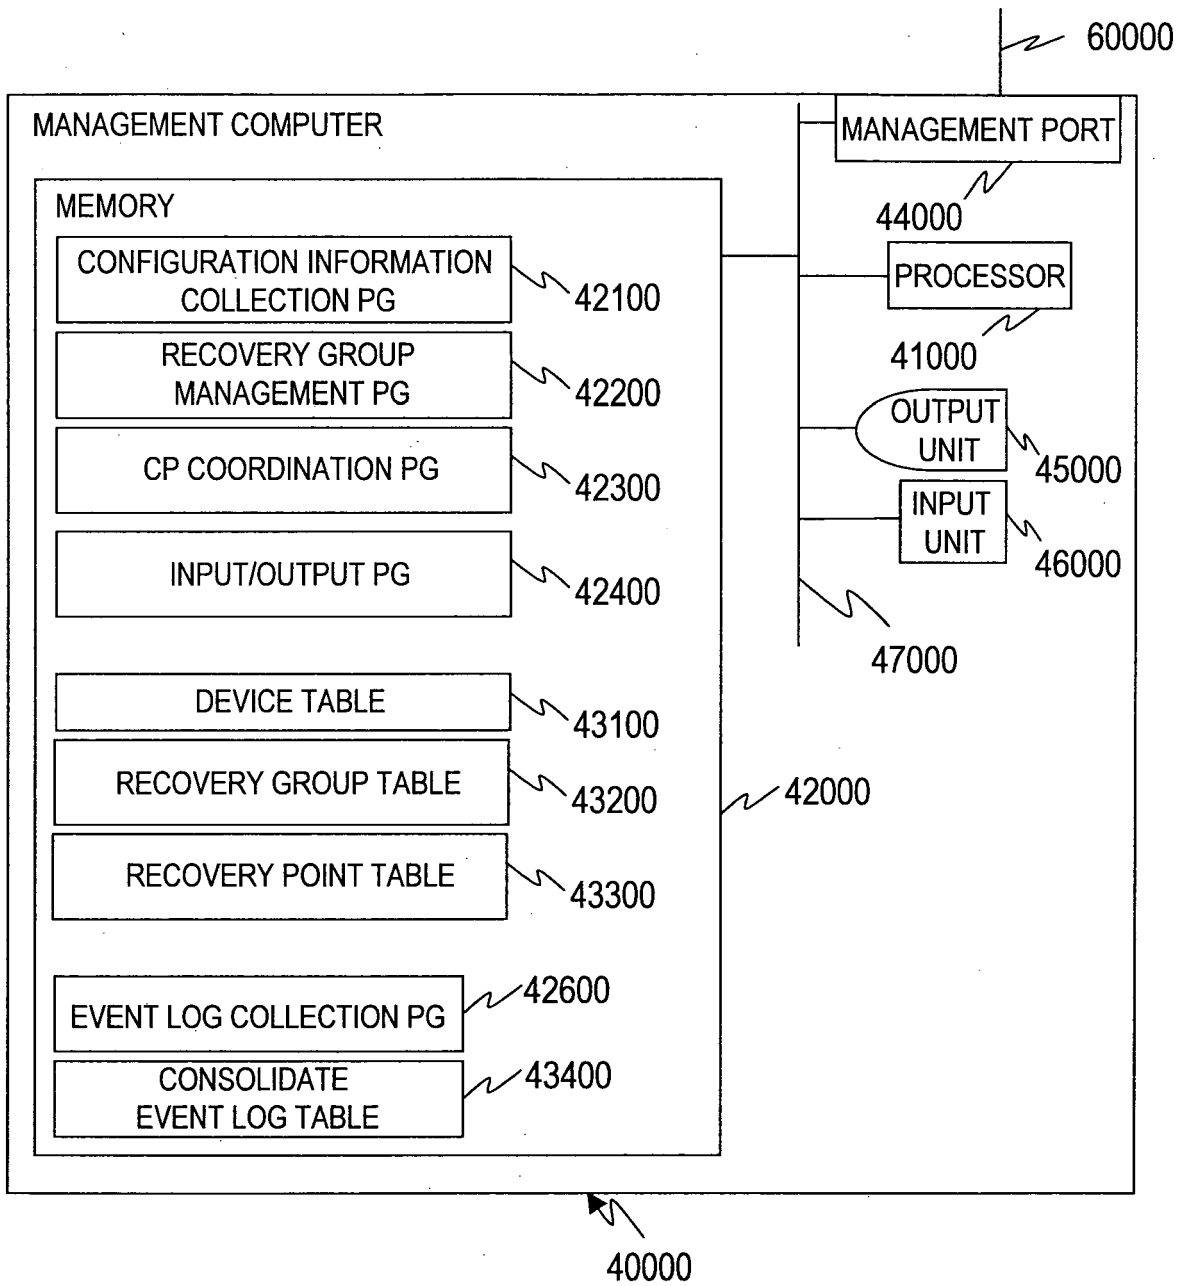 60000
MANAGEMENT COMPUTER
MANAGEMENT PORT
44000
MEMORY
CONFIGURATION INFORMATION
COLLECTION PG
42100
PROCESSOR
41000
RECOVERY GROUP
MANAGEMENT PG
42200
OUTPUT
UNIT
45000
CP COORDINATION PG
42300
INPUT
UNIT
46000
INPUT/OUTPUT PG
42400
47000
DEVICE TABLE
43100
RECOVERY GROUP TABLE
43200
42000
RECOVERY POINT TABLE
43300
EVENT LOG COLLECTION PG
42600
CONSOLIDATE
EVENT LOG TABLE
43400
40000